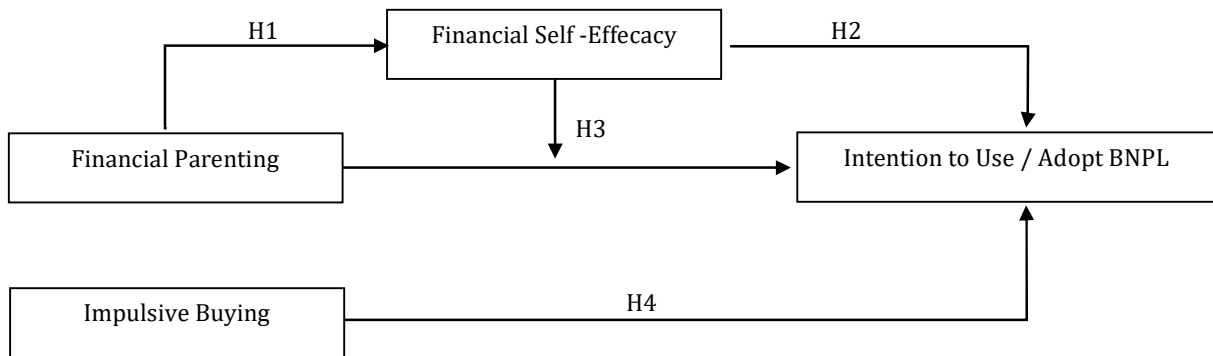 H1
Financial Self -Effecacy
H2
H3
Financial Parenting
Intention to Use / Adopt BNPL
Impulsive Buying
H4